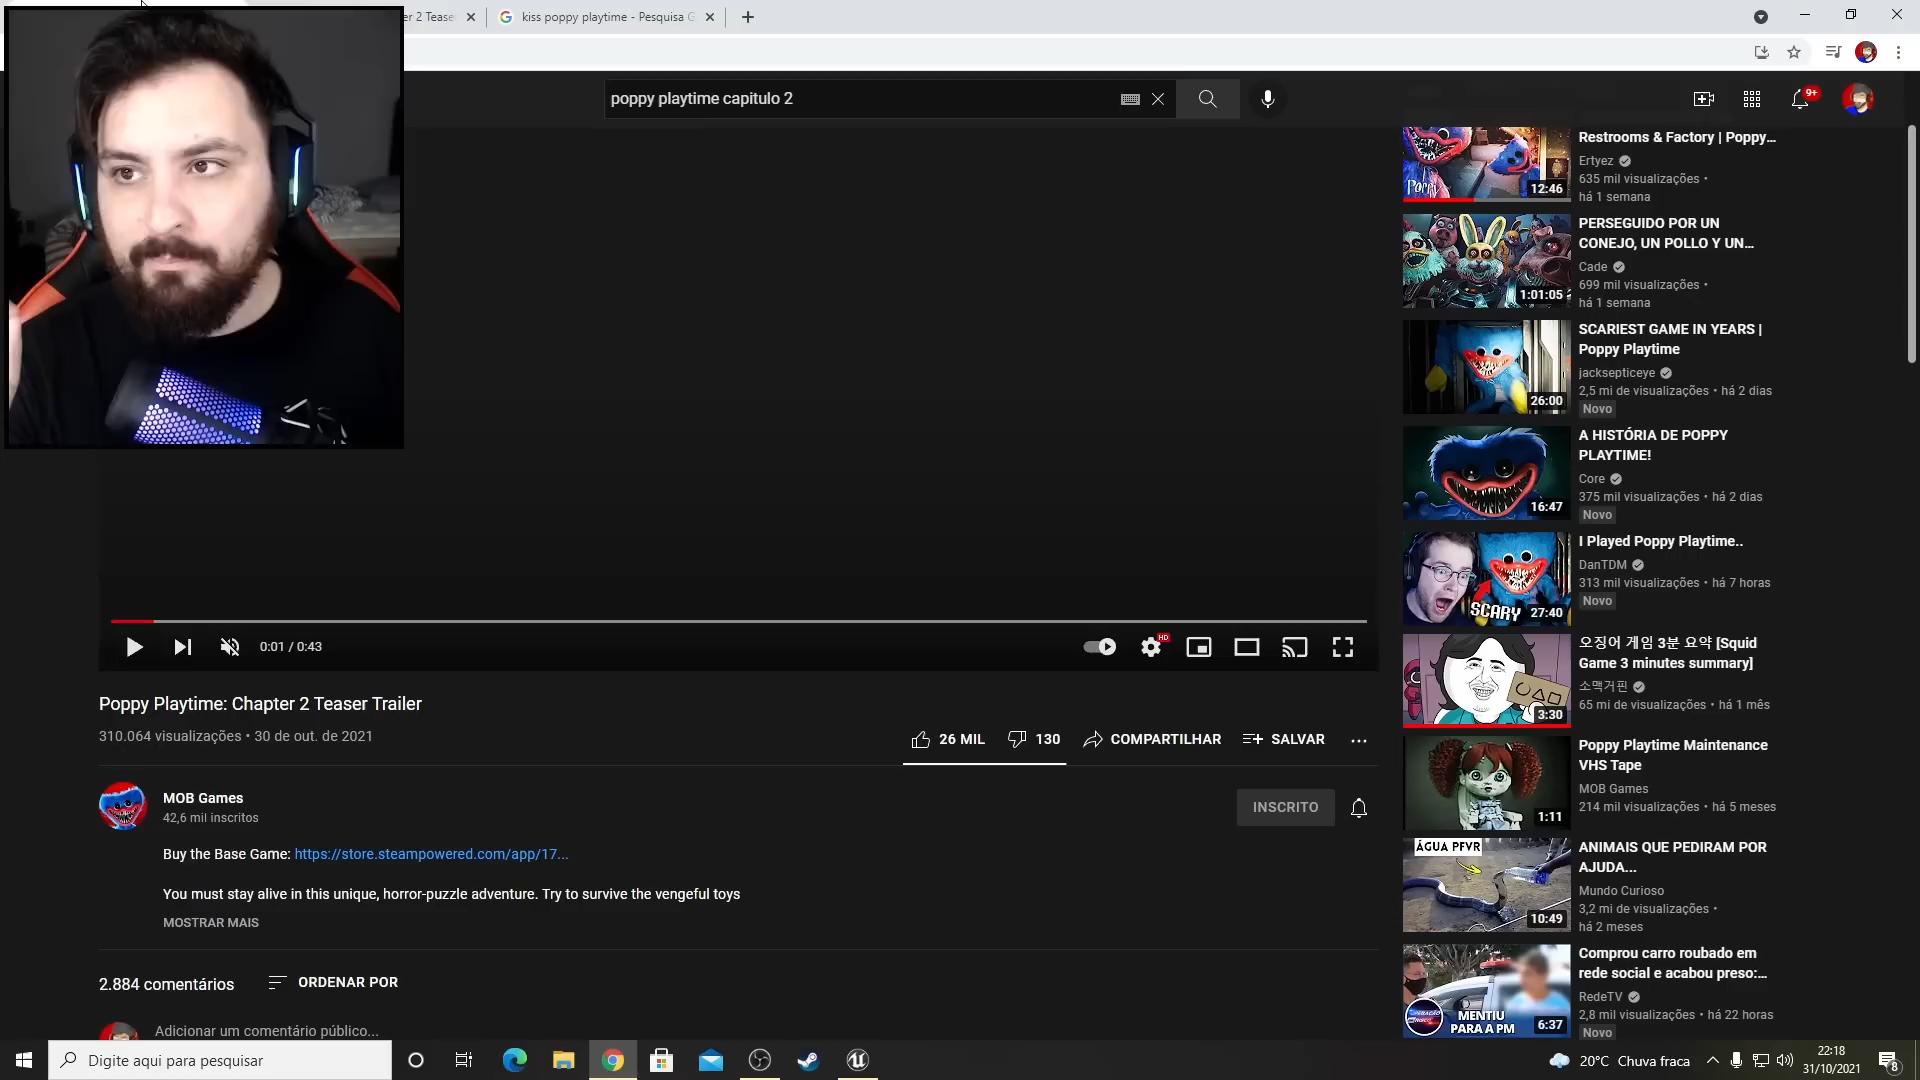 er 2 Tease
kiss poppy playtime - Pesquisa G
poppy playtime capitulo 2
9+
0:01 / 0:43
HD
Poppy Playtime: Chapter 2 Teaser Trailer
310.064 visualizações • 30 de out. de 2021
26 MIL
130
COMPARTILHAR
SALVAR
MOB Games
42,6 mil inscritos
INSCRITO
Buy the Base Game: https://store.steampowered.com/app/17...
You must stay alive in this unique, horror-puzzle adventure. Try to survive the vengeful toys
MOSTRAR MAIS
2.884 comentários
ORDENAR POR
Adicionar um comentário público...
Poppy
12:46
Restrooms & Factory | Poppy...
Ertyez
635 mil visualizações •
há 1 semana
1:01:05
PERSEGUIDO POR UN
CONEJO, UN POLLO Y UN...
Cade
699 mil visualizações •
há 1 semana
26:00
SCARIEST GAME IN YEARS |
Poppy Playtime
jacksepticeye
2,5 mi de visualizações • há 2 dias
Novo
16:47
A HISTÓRIA DE POPPY
PLAYTIME!
Core
375 mil visualizações • há 2 dias
Novo
SCARY
27:40
I Played Poppy Playtime..
DanTDM
313 mil visualizações • há 7 horas
Novo
3:30
오징어 게임 3분 요약 [Squid
Game 3 minutes summary]
소맥거핀
65 mi de visualizações • há 1 mês
1:11
Poppy Playtime Maintenance
VHS Tape
MOB Games
214 mil visualizações • há 5 meses
ÁGUA PFVR
10:49
ANIMAIS QUE PEDIRAM POR
AJUDA...
Mundo Curioso
3,2 mi de visualizações •
há 2 meses
MENTIU
PARA A PM
6:37
Comprou carro roubado em
rede social e acabou preso:...
RedeTV
2,8 mil visualizações • há 22 horas
Novo
Digite aqui para pesquisar
20°C Chuva fraca
22:18
31/10/2021
8